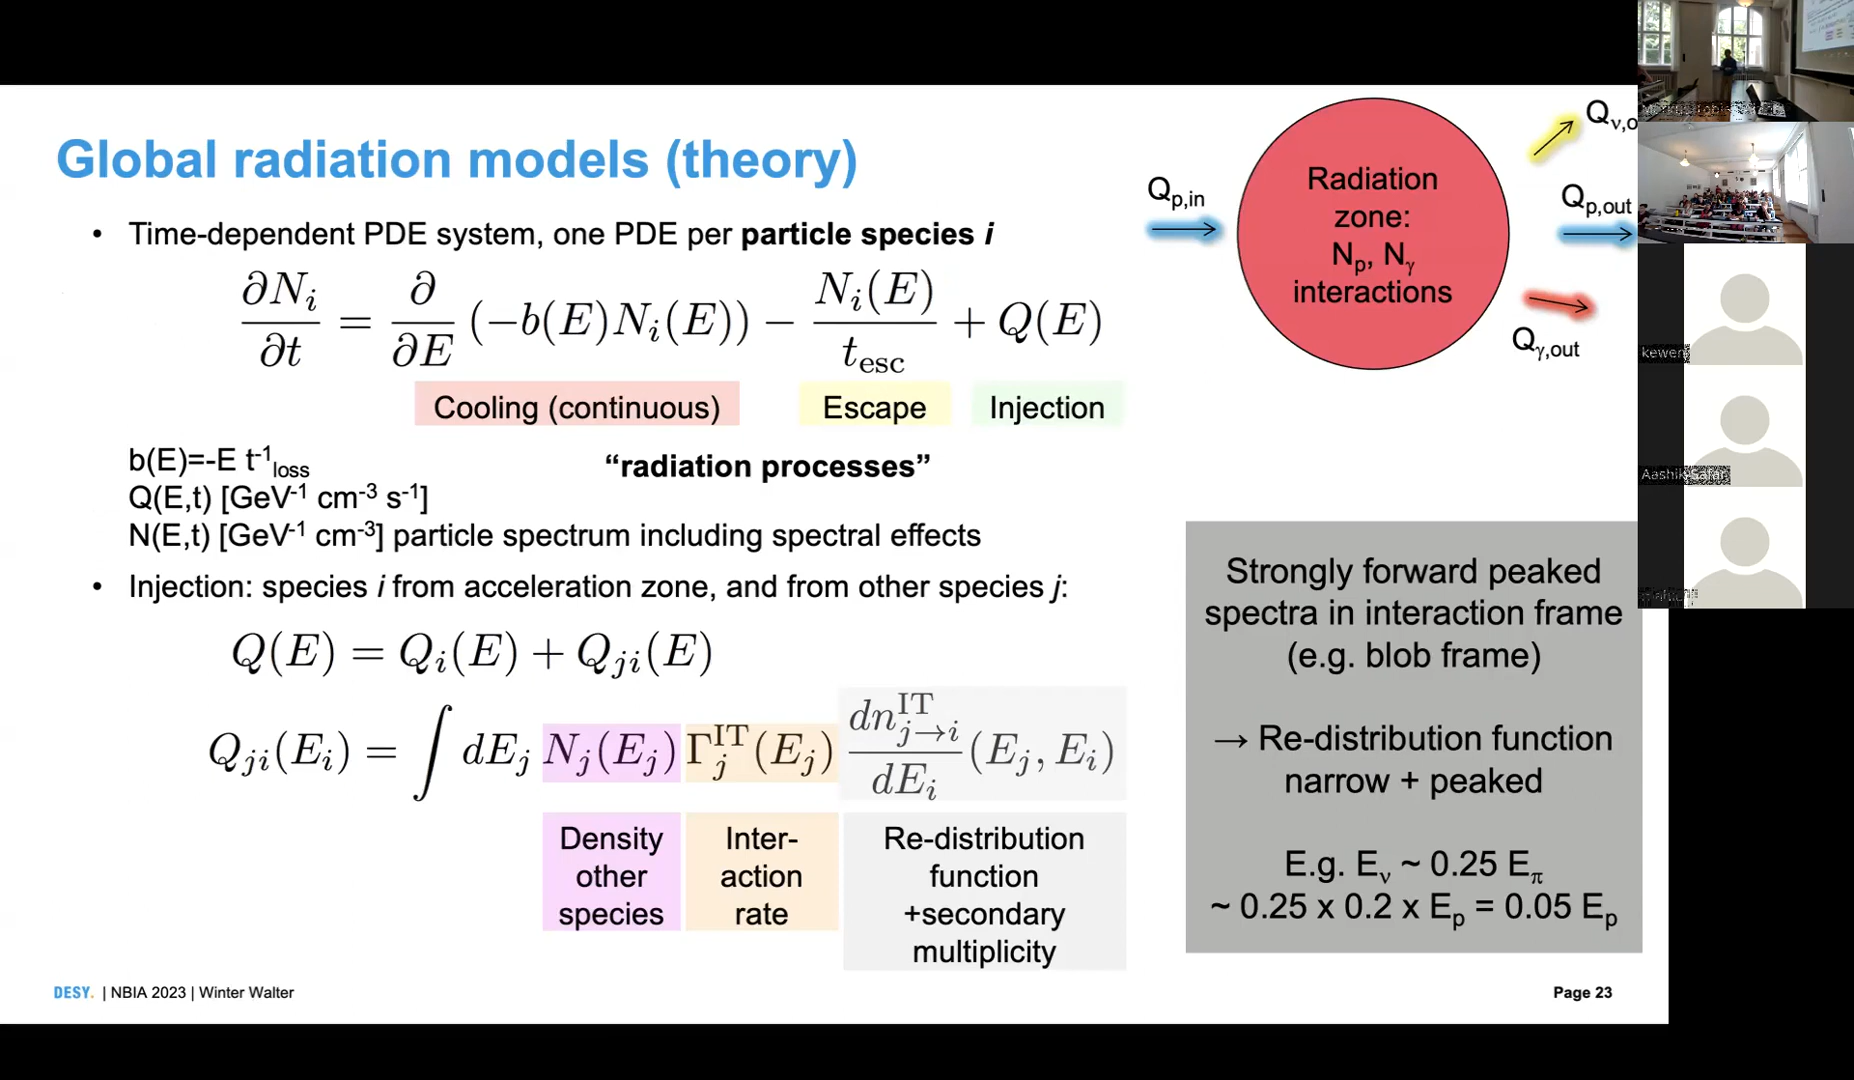 Global radiation models (theory)
• Time-dependent PDE system, one PDE per particle species i
∂N_i/∂t = ∂/∂E (−b(E)N_i(E)) − N_i(E)/t_esc + Q(E)
Cooling (continuous)
Escape
Injection
b(E)=-E t^-1_loss
"radiation processes"
Q(E,t) [GeV^-1 cm^-3 s^-1]
N(E,t) [GeV^-1 cm^-3] particle spectrum including spectral effects
• Injection: species i from acceleration zone, and from other species j:
Q(E) = Q_i(E) + Q_ji(E)
Q_ji(E_i) = ∫ dE_j N_j(E_j) Γ_j^IT(E_j) dn_j→i^IT/dE_i (E_j, E_i)
Density
other
species
Inter-
action
rate
Re-distribution
function
+secondary
multiplicity
Q_p,in
Radiation
zone:
N_p, N_γ
interactions
Q_ν,o
Q_p,out
Q_γ,out
Strongly forward peaked
spectra in interaction frame
(e.g. blob frame)
→ Re-distribution function
narrow + peaked
E.g. E_ν ~ 0.25 E_π
~ 0.25 x 0.2 x E_p = 0.05 E_p
DESY. | NBIA 2023 | Winter Walter
Page 23
kewen
Aashik Safar